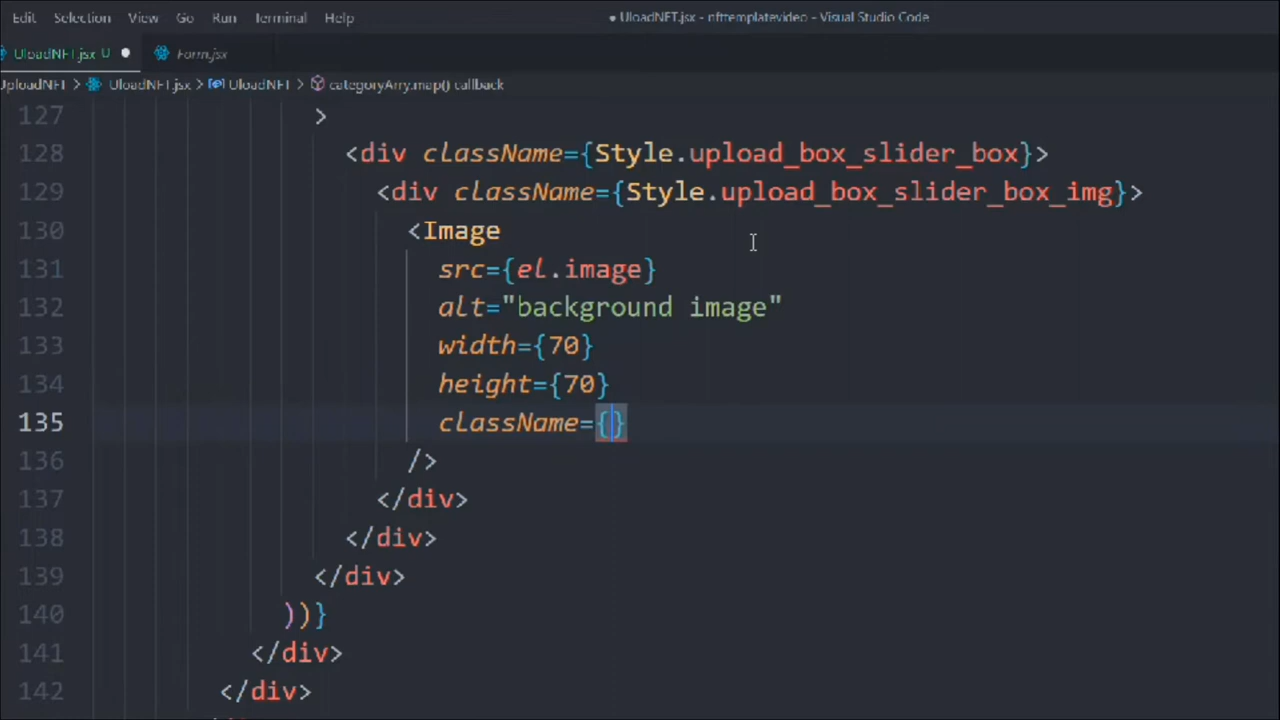 Edit Selection View Go Run Terminal Help ● UloadNFT.jsx - nfttemplatevideo - Visual Studio Code
UloadNFT.jsx U ● Form.jsx
UploadNFT > UloadNFT.jsx > UloadNFT > categoryArry.map() callback
127 >
128 <div className={Style.upload_box_slider_box}>
129 <div className={Style.upload_box_slider_box_img}>
130 <Image
131 src={el.image}
132 alt="background image"
133 width={70}
134 height={70}
135 className={}
136 />
137 </div>
138 </div>
139 </div>
140 ))}
141 </div>
142 </div>